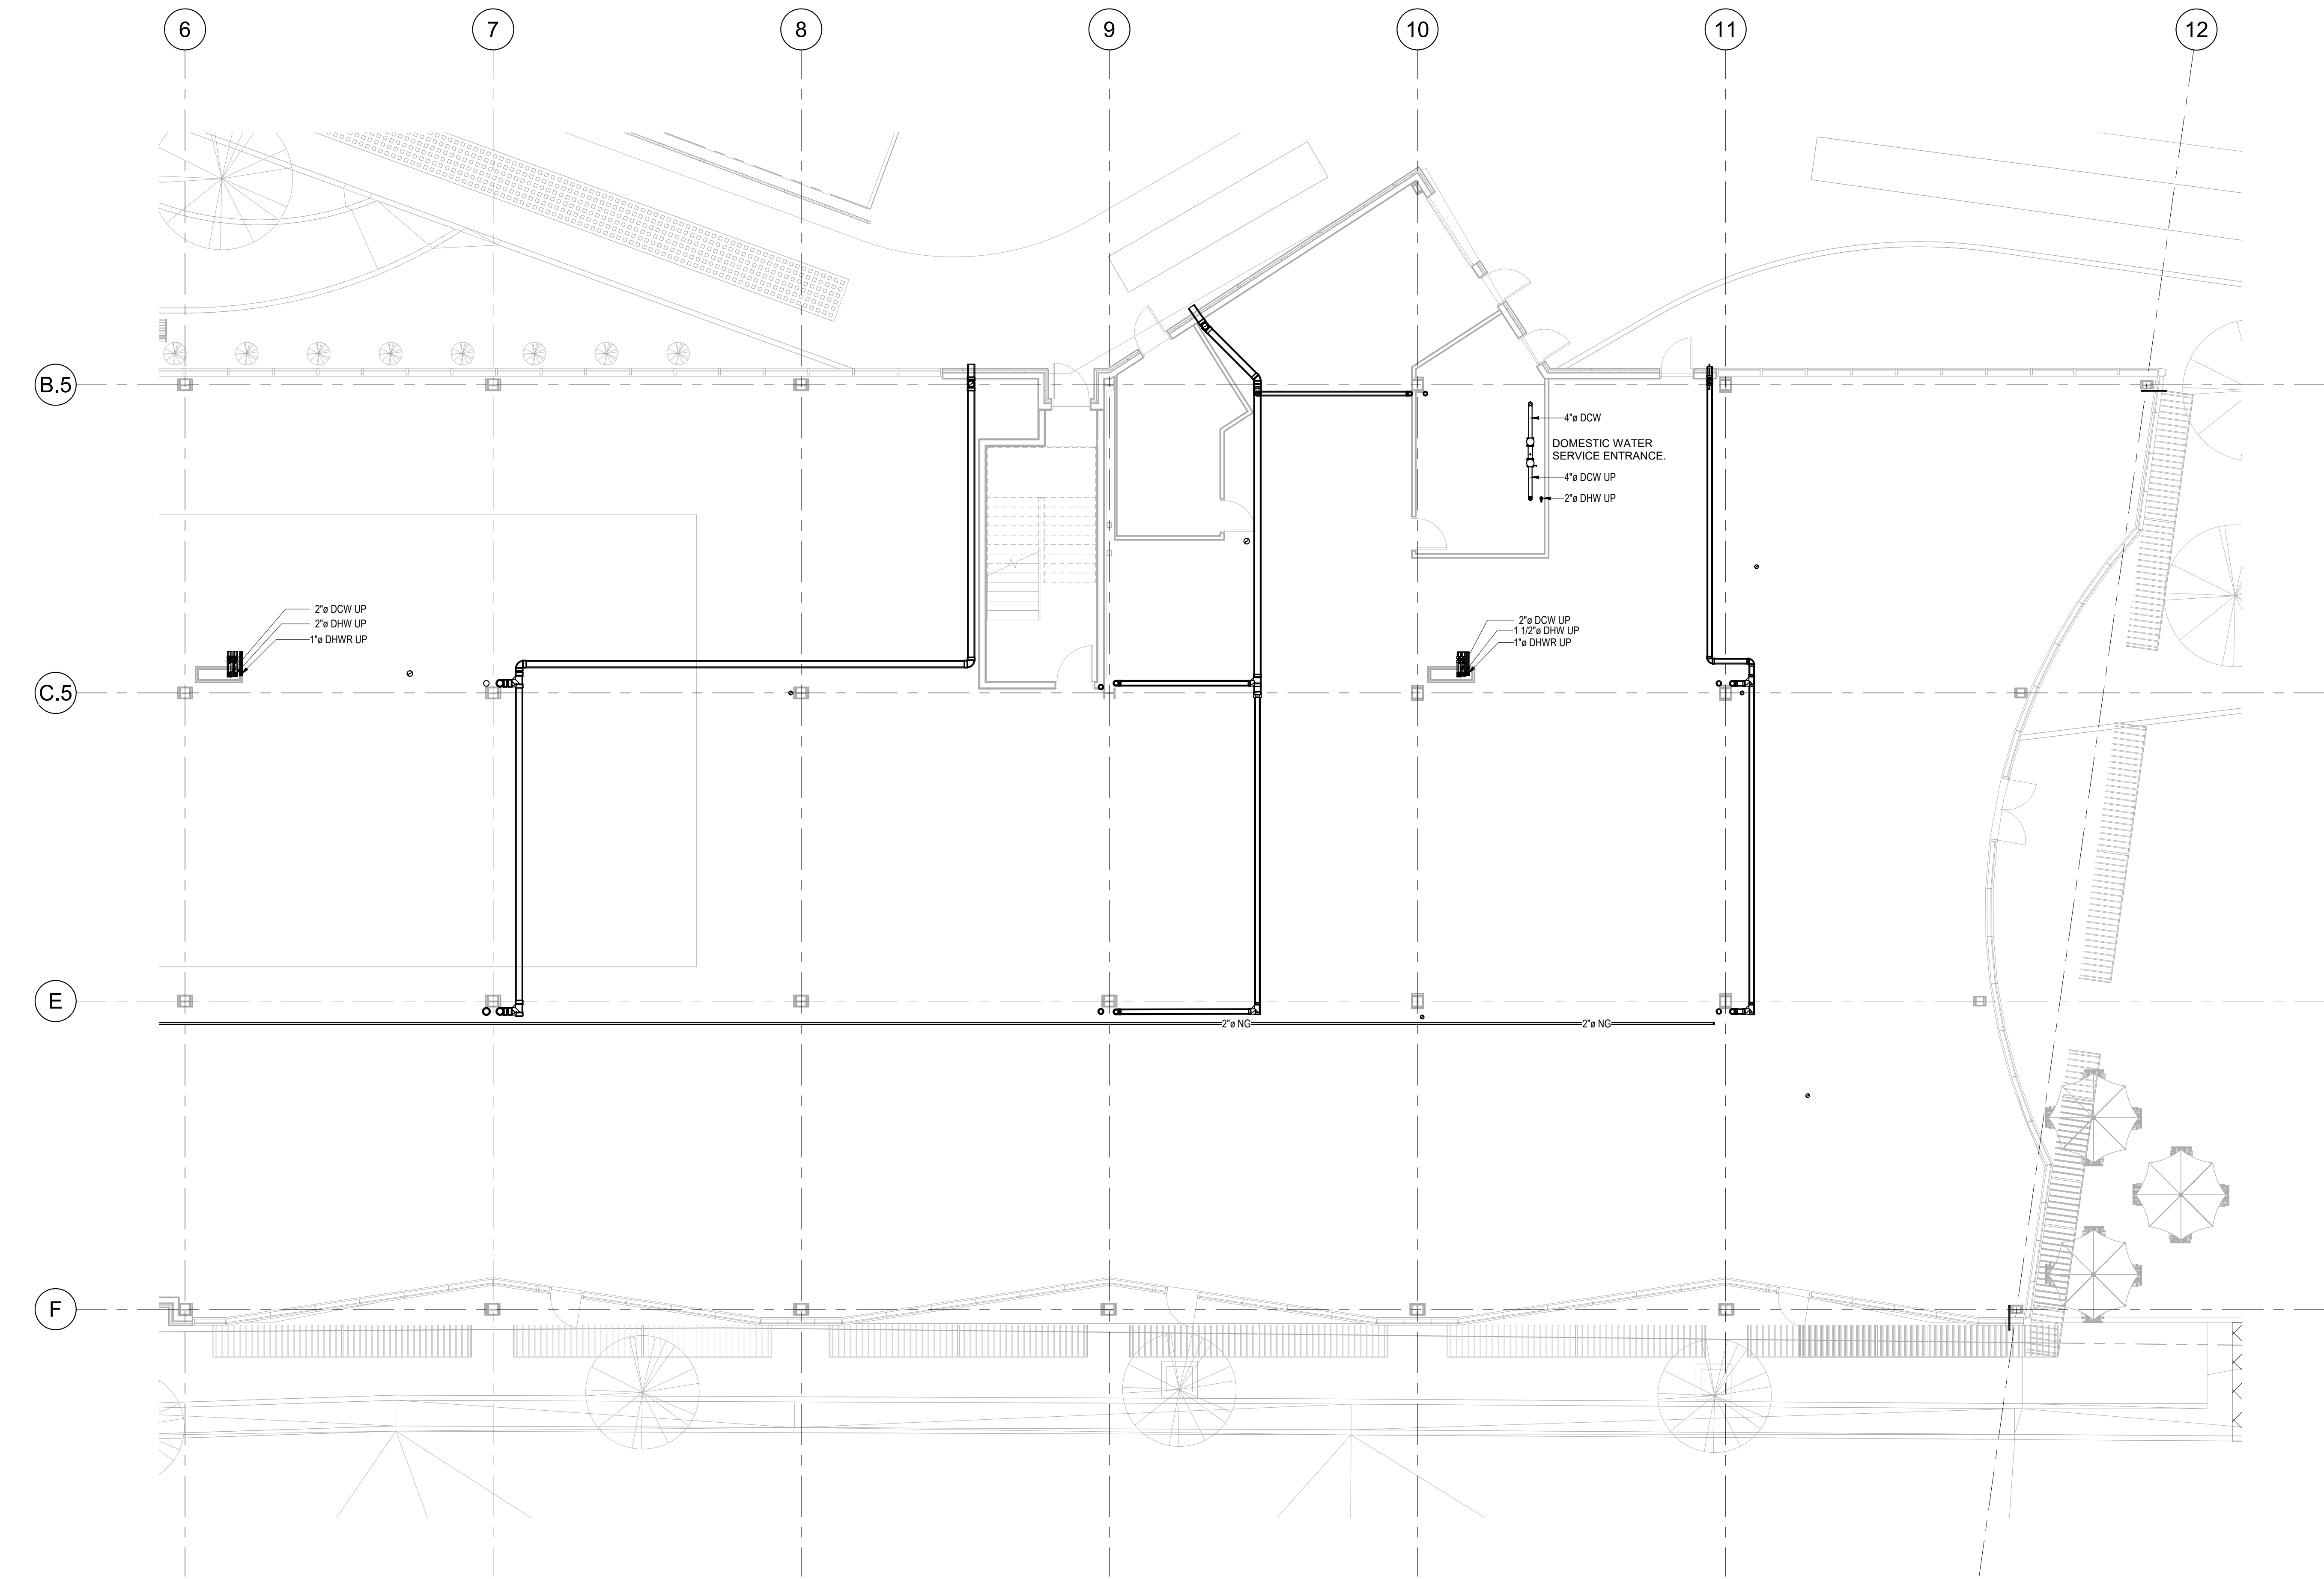 6
7
8
9
10
11
12
B.5
4"ø DCW
DOMESTIC WATER
SERVICE ENTRANCE.
4"ø DCW UP
2"ø DHW UP
2"ø DCW UP
2"ø DHW UP
1"ø DHWR UP
2"ø DCW UP
1 1/2"ø DHW UP
1"ø DHWR UP
C.5
E
2"ø NG
2"ø NG
F